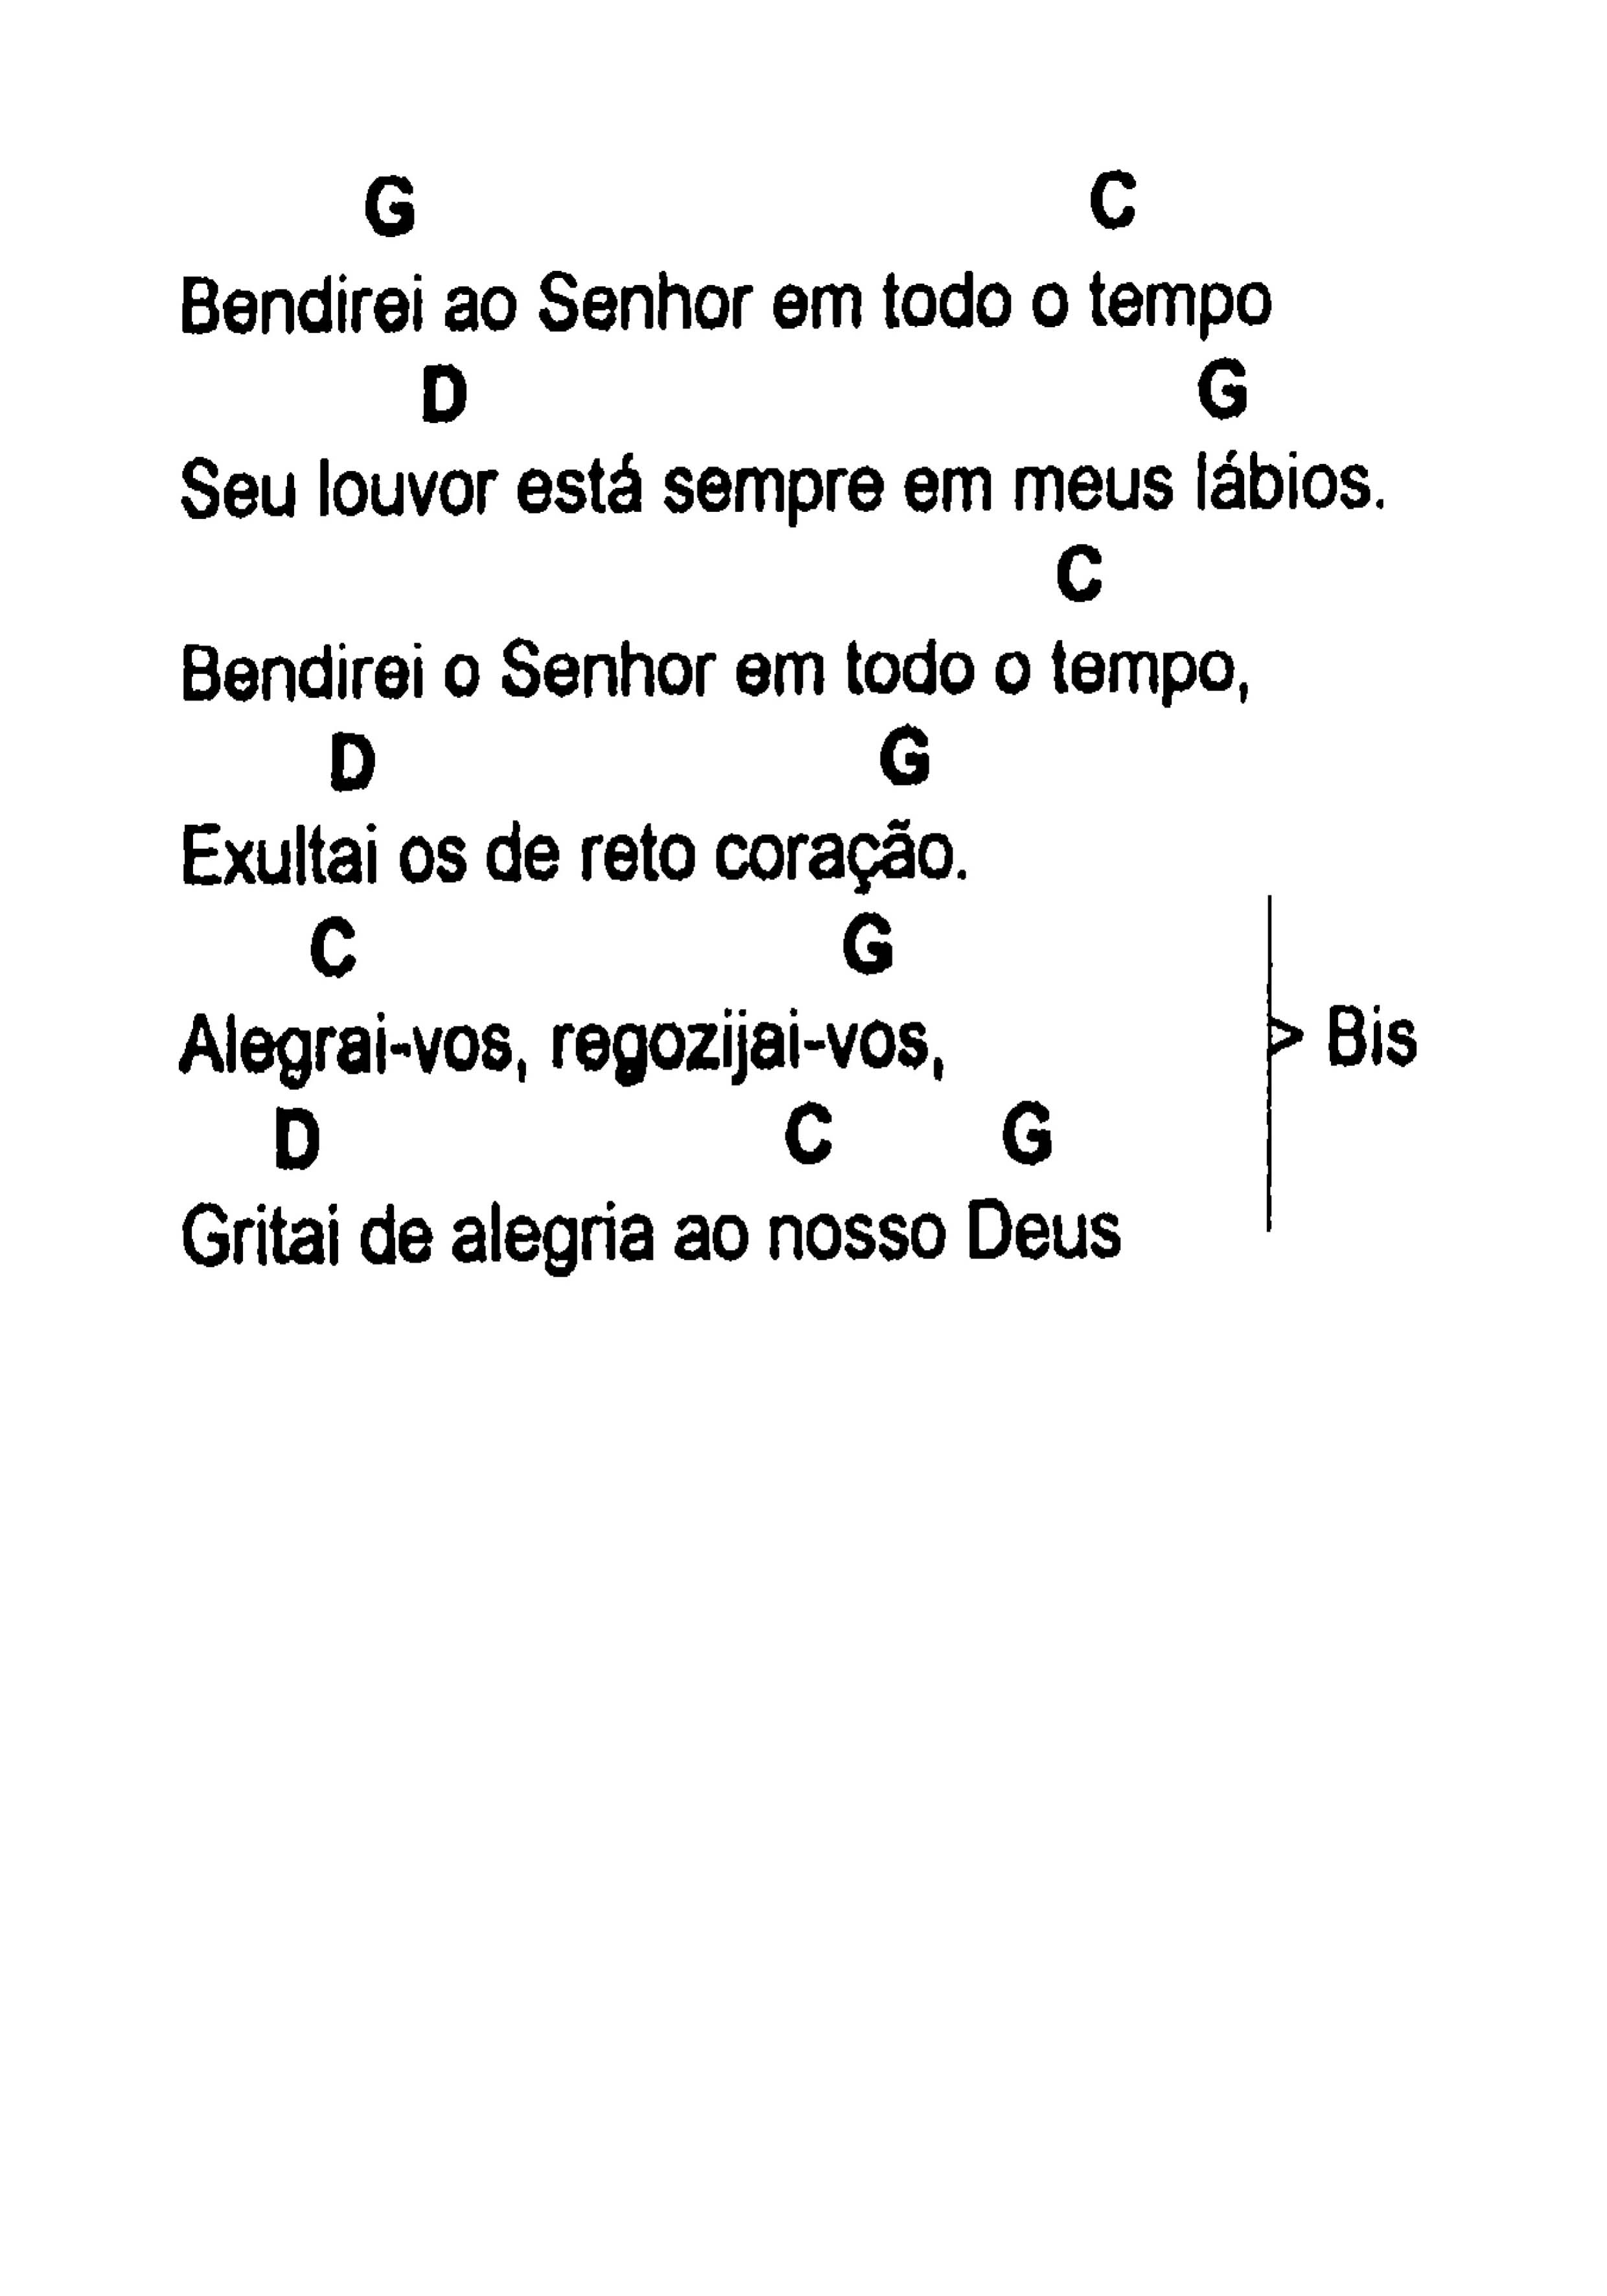 G C
Bendirei ao Senhor em todo o tempo
D G
Seu louvor está sempre em meus lábios.
C
Bendirei o Senhor em todo o tempo,
D G
Exultai os de reto coração.
C G
Alegrai-vos, regozijai-vos,
> Bis
D C G
Gritai de alegria ao nosso Deus